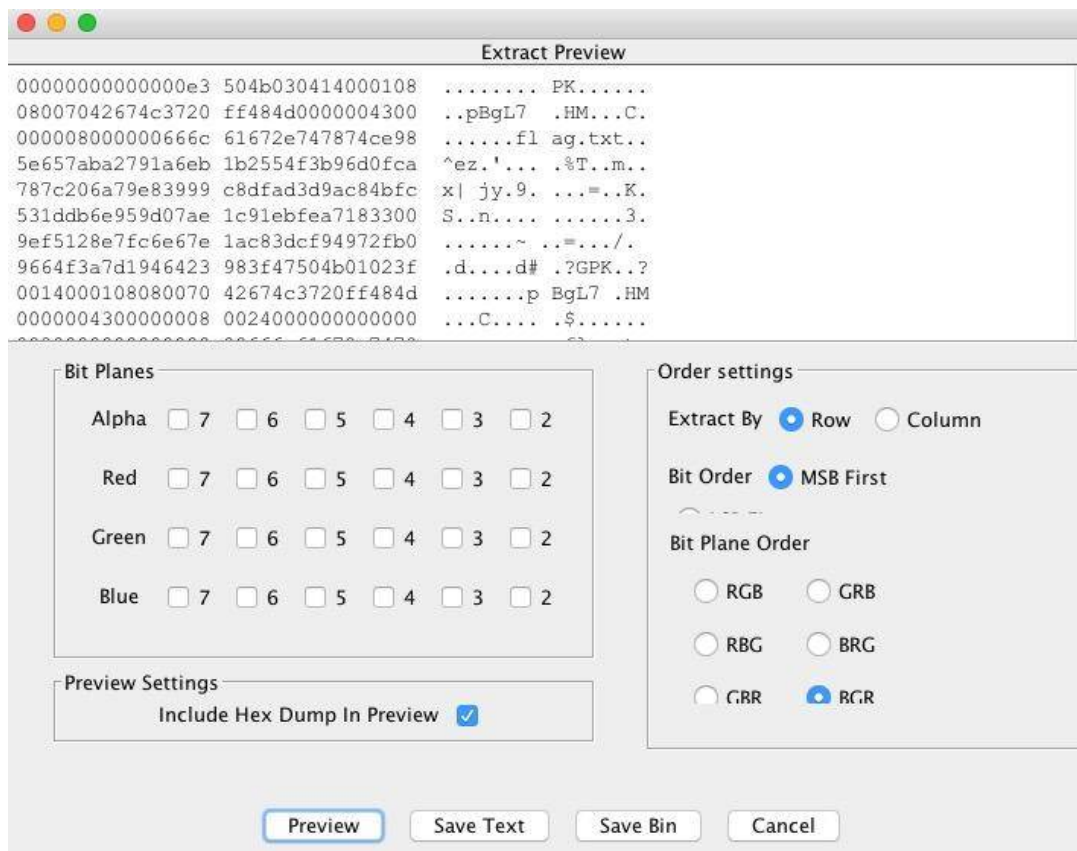 Extract Preview
00000000000000e3 504b030414000108 ........ PK......
08007042674c3720 ff484d0000004300 ..pBgL7 .HM...C.
0000080000000666c 61672e747874ce98 ......fl ag.txt..
5e657aba2791a6eb 1b2554f3b96d0fca ^ez.'... .%T..m..
787c206a79e83999 c8dfad3d9ac84bfc x| jy.9. ...=..K.
531ddb6e959d07ae 1c91ebfea7183300 S..n.... ......3.
9ef5128e7fc6e67e 1ac83dcf94972fb0 ......~ ..=.../.
9664f3a7d1946423 983f47504b01023f .d....d# .?GPK..?
0014000108080070 42674c3720ff484d .......p BgL7 .HM
0000004300000008 0024000000000000 ...C.... .$......
Bit Planes
Alpha 7 6 5 4 3 2
Red 7 6 5 4 3 2
Green 7 6 5 4 3 2
Blue 7 6 5 4 3 2
Preview Settings
Include Hex Dump In Preview
Order settings
Extract By Row Column
Bit Order MSB First
Bit Plane Order
RGB GRB
RBG BRG
GBR BGR
Preview Save Text Save Bin Cancel